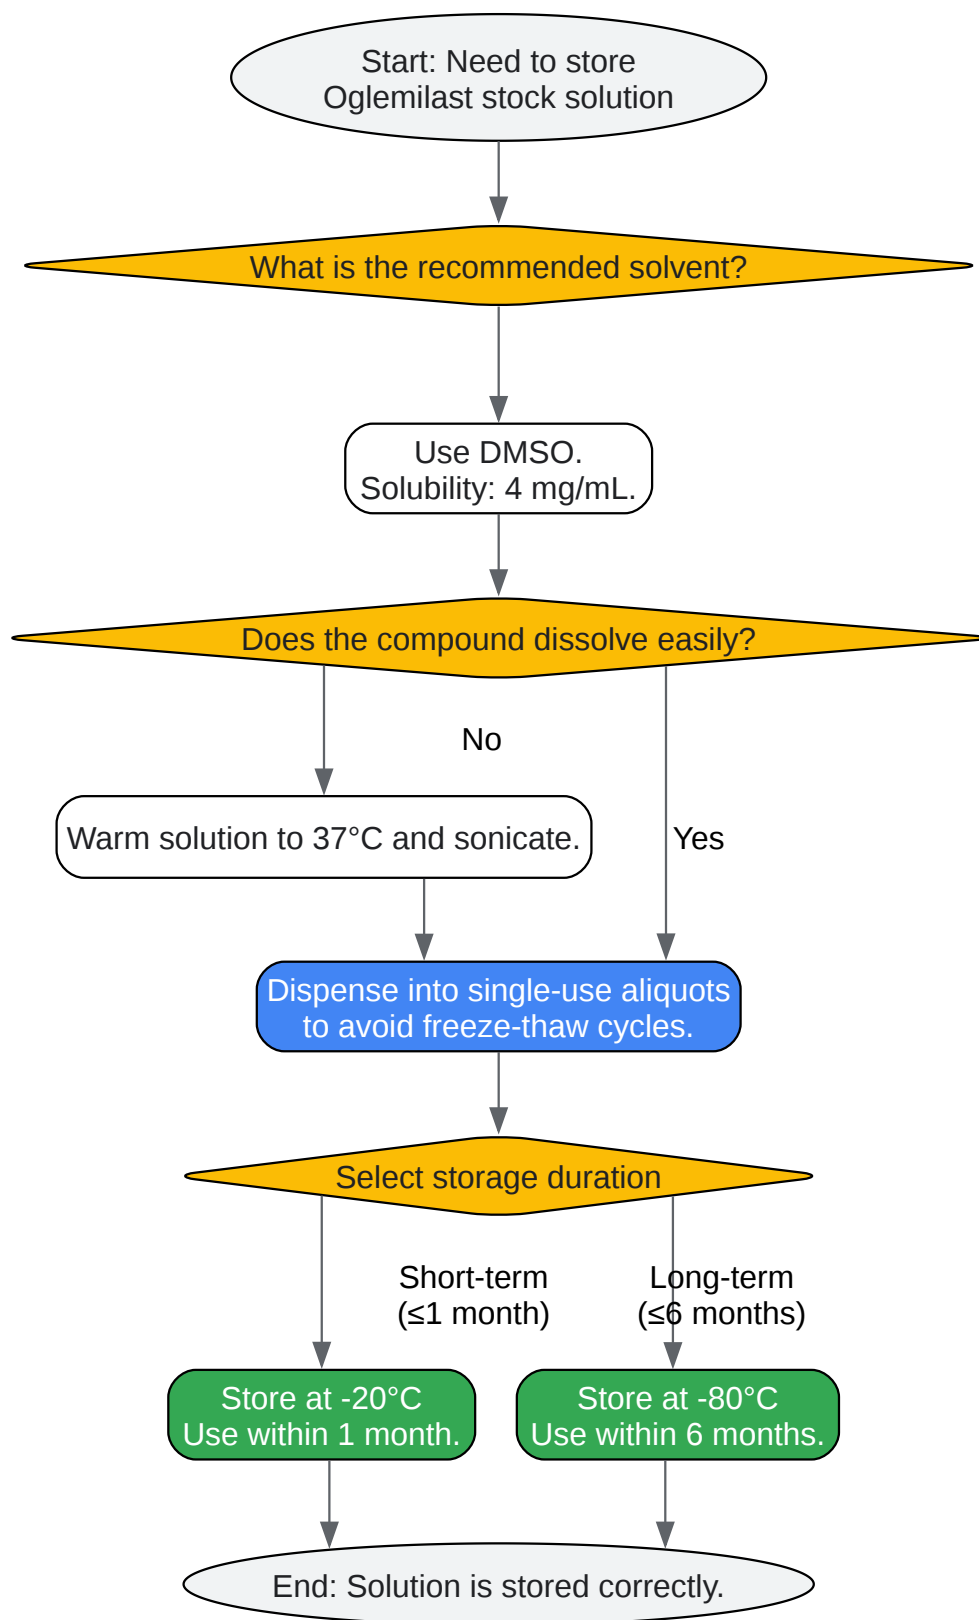 Start: Need to store
Oglemilast stock solution
What is the recommended solvent?
Use DMSO.
Solubility: 4 mg/mL.
Does the compound dissolve easily?
No
Warm solution to 37°C and sonicate.
Yes
Dispense into single-use aliquots
to avoid freeze-thaw cycles.
Select storage duration
Short-term
(≤1 month)
Long-term
(≤6 months)
Store at -20°C
Use within 1 month.
Store at -80°C
Use within 6 months.
End: Solution is stored correctly.